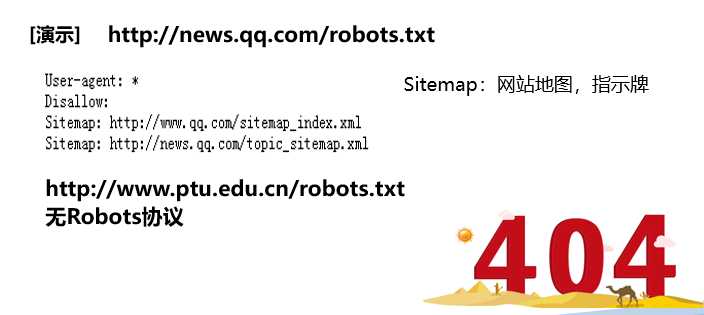 [演示] http://news.qq.com/robots.txt
User-agent: *
Disallow:
Sitemap: http://www.qq.com/sitemap_index.xml
Sitemap: http://news.qq.com/topic_sitemap.xml
Sitemap：网站地图，指示牌
http://www.ptu.edu.cn/robots.txt
无Robots协议
404